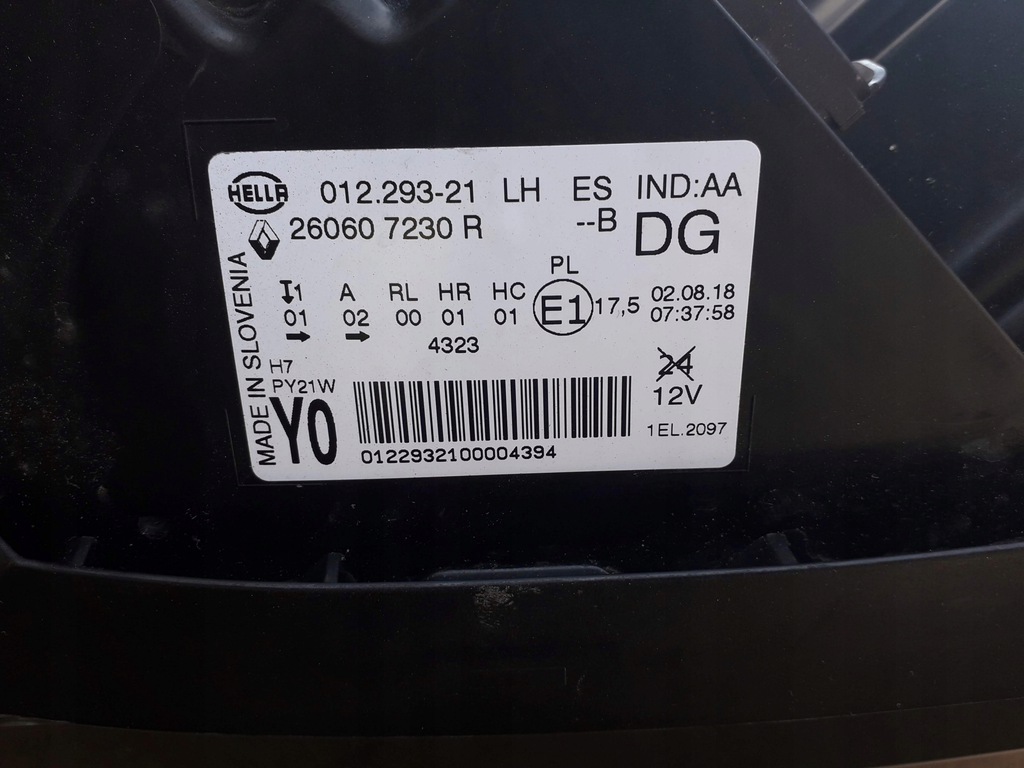 HELLA 012.293-21 LH ES IND:AA
26060 7230 R --B DG
MADE IN SLOVENIA
PL
1 A RL HR HC E1 17,5 02.08.18
01 02 00 01 01 07:37:58
4323
H7
PY21W
24
12V
Y0
1EL.2097
0122932100004394